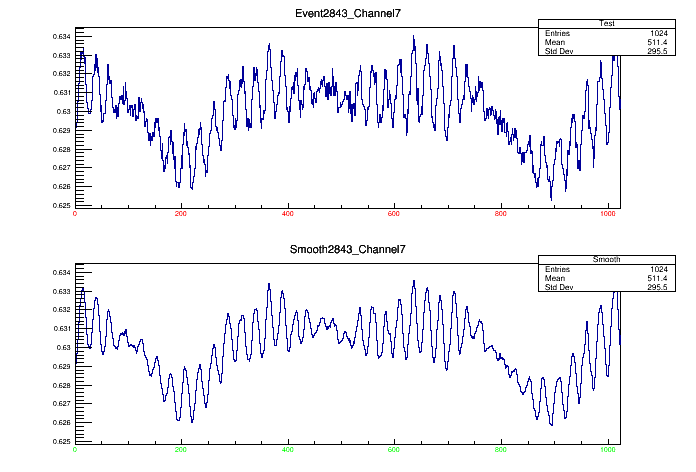 Event2843_Channel7
Test
Entries 1024
Mean 511.4
Std Dev 295.5
0.634
0.633
0.632
0.631
0.63
0.629
0.628
0.627
0.626
0.625
0 200 400 600 800 1000
Smooth2843_Channel7
Smooth
Entries 1024
Mean 511.4
Std Dev 295.5
0.634
0.633
0.632
0.631
0.63
0.629
0.628
0.627
0.626
0.625
0 200 400 600 800 1000